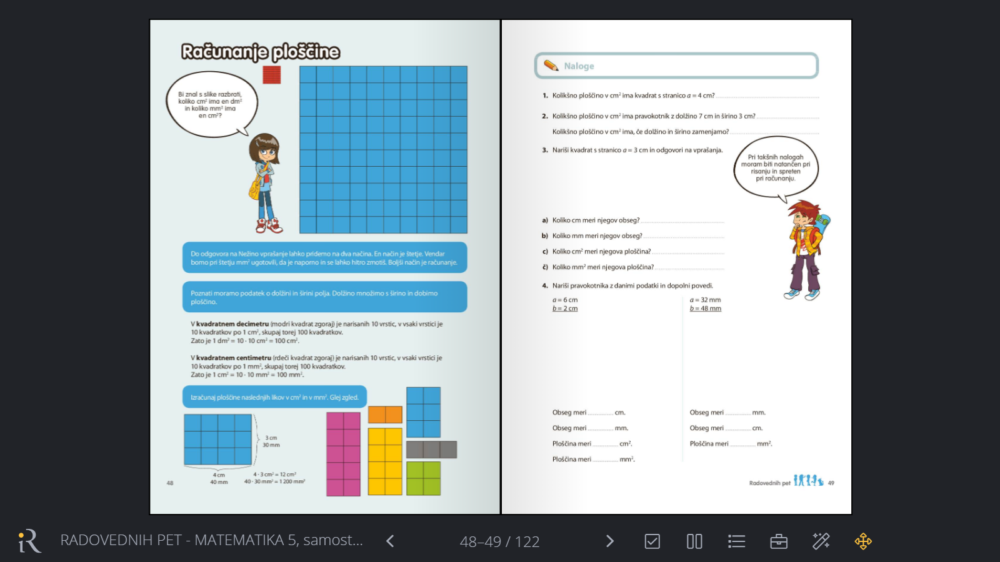 Računanje ploščine
Bi znal s slike razbrati,
koliko cm² ima en dm²
in koliko mm² ima
en cm²?
Do odgovora na Nežino vprašanje lahko pridemo na dva načina. En način je štetje. Vendar
bomo pri štetju mm² ugotovili, da je naporno in se lahko hitro zmotiš. Boljši način je računanje.
Poznati moramo podatek o dolžini in širini polja. Dolžino množimo s širino in dobimo
ploščino.
V kvadratnem decimetru (modri kvadrat zgoraj) je narisanih 10 vrstic, v vsaki vrstici je
10 kvadratkov po 1 cm², skupaj torej 100 kvadratkov.
Zato je 1 dm² = 10 · 10 cm² = 100 cm².
V kvadratnem centimetru (rdeči kvadrat zgoraj) je narisanih 10 vrstic, v vsaki vrstici je
10 kvadratkov po 1 mm², skupaj torej 100 kvadratkov.
Zato je 1 cm² = 10 · 10 mm² = 100 mm².
Izračunaj ploščine naslednjih likov v cm² in v mm². Glej zgled.
3 cm
30 mm
4 cm
40 mm
4 · 3 cm² = 12 cm²
40 · 30 mm² = 1 200 mm²
48
Naloge
1. Kolikšno ploščino v cm² ima kvadrat s stranico a = 4 cm?
2. Kolikšno ploščino v cm² ima pravokotnik z dolžino 7 cm in širino 3 cm?
Kolikšno ploščino v cm² ima, če dolžino in širino zamenjamo?
3. Nariši kvadrat s stranico a = 3 cm in odgovori na vprašanja.
Pri takšnih nalogah
moram biti natančen pri
risanju in spreten
pri računanju.
a) Koliko cm meri njegov obseg?
b) Koliko mm meri njegov obseg?
c) Koliko cm² meri njegova ploščina?
č) Koliko mm² meri njegova ploščina?
4. Nariši pravokotnika z danimi podatki in dopolni povedi.
a = 6 cm
b = 2 cm
a = 32 mm
b = 48 mm
Obseg meri cm.
Obseg meri mm.
Ploščina meri cm².
Ploščina meri mm².
Obseg meri mm.
Obseg meri cm.
Ploščina meri mm².
Radovednih pet 49
iR
RADOVEDNIH PET - MATEMATIKA 5, samost...
48–49 / 122